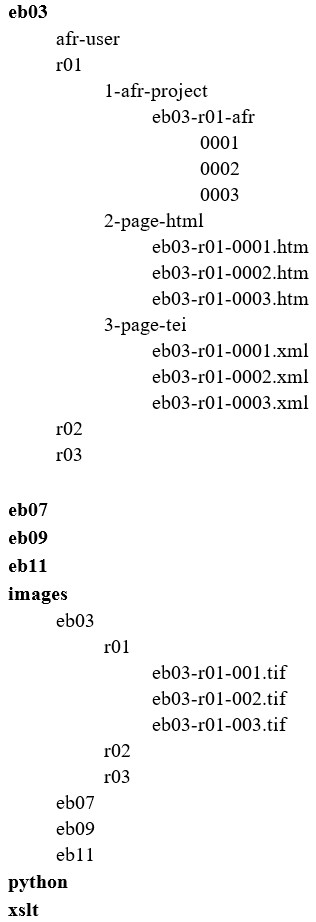 eb03
afr-user
r01
1-afr-project
eb03-r01-afr
0001
0002
0003
2-page-html
eb03-r01-0001.htm
eb03-r01-0002.htm
eb03-r01-0003.htm
3-page-tei
eb03-r01-0001.xml
eb03-r01-0002.xml
eb03-r01-0003.xml
r02
r03
eb07
eb09
eb11
images
eb03
r01
eb03-r01-001.tif
eb03-r01-002.tif
eb03-r01-003.tif
r02
r03
eb07
eb09
eb11
python
xslt